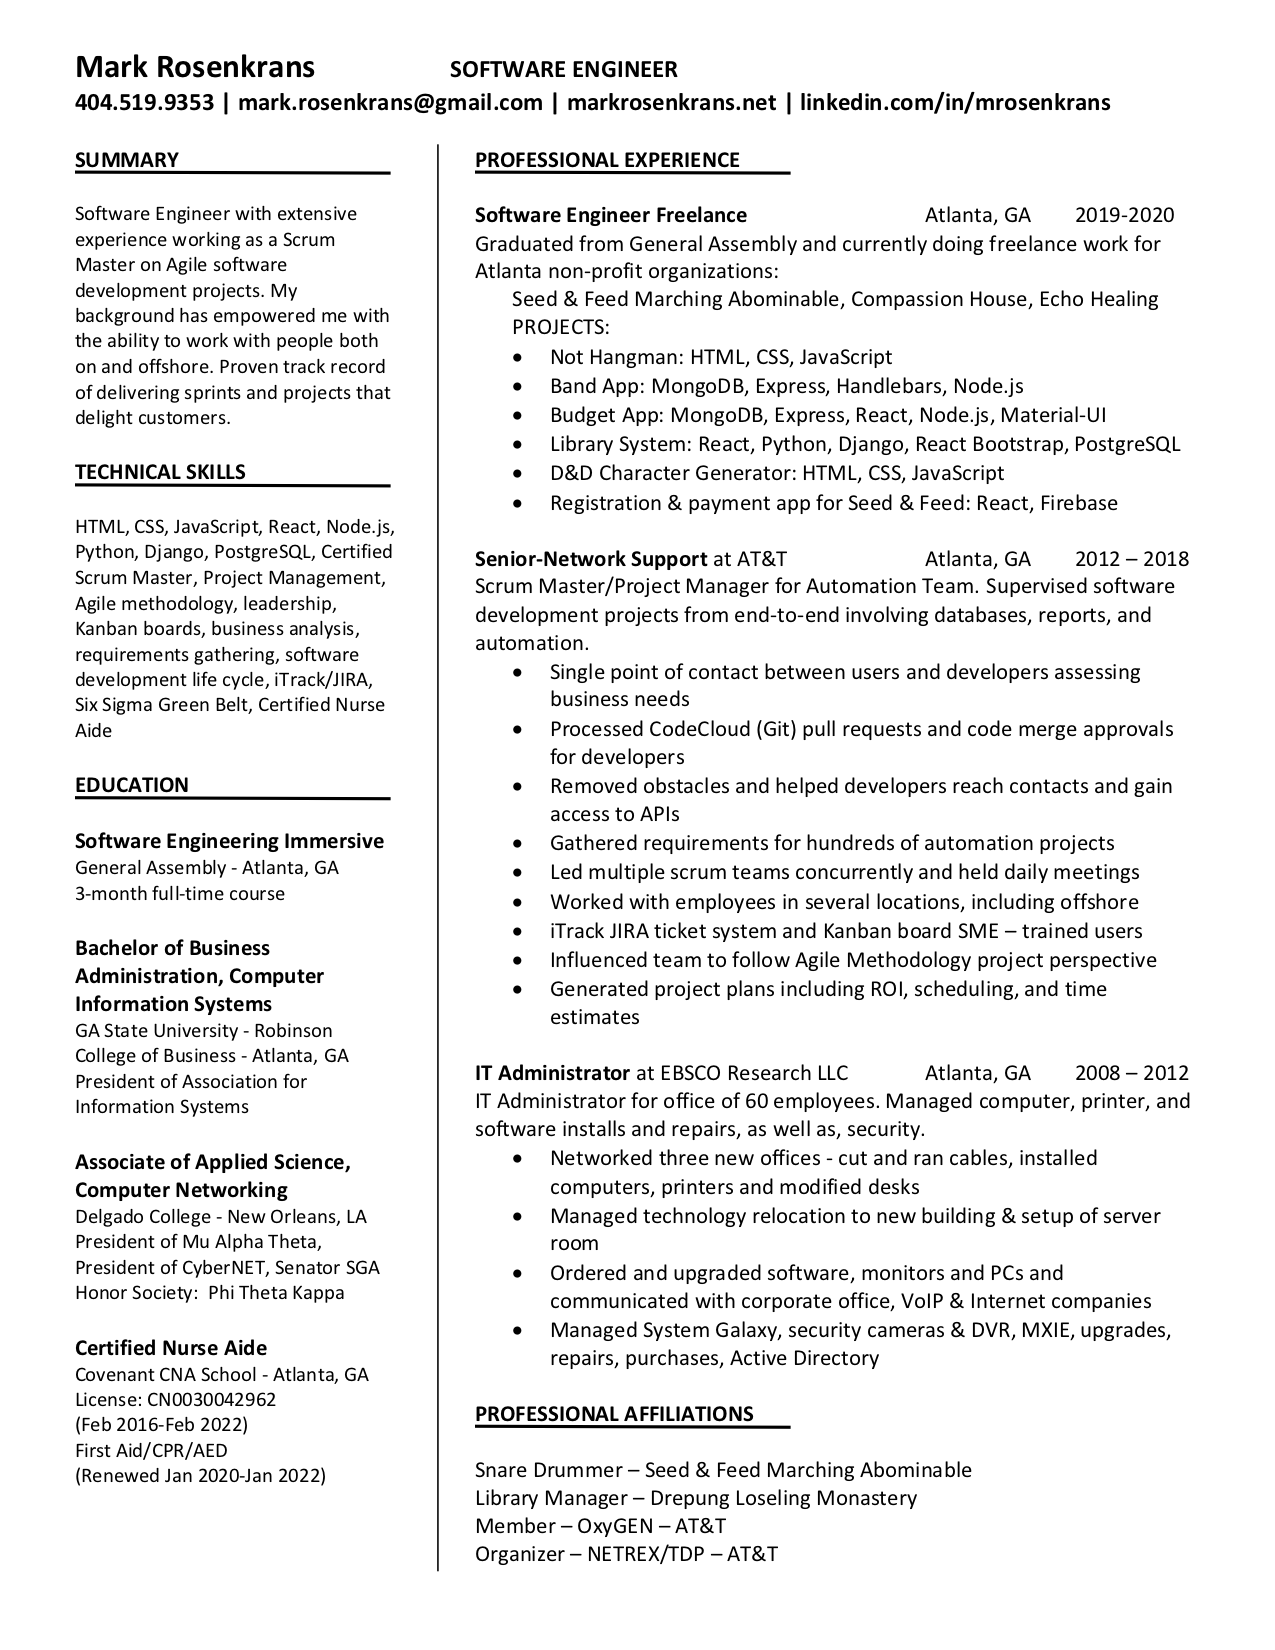 Mark Rosenkrans SOFTWARE ENGINEER
404.519.9353 | mark.rosenkrans@gmail.com | markrosenkrans.net | linkedin.com/in/mrosenkrans
SUMMARY
Software Engineer with extensive
experience working as a Scrum
Master on Agile software
development projects. My
background has empowered me with
the ability to work with people both
on and offshore. Proven track record
of delivering sprints and projects that
delight customers.
TECHNICAL SKILLS
HTML, CSS, JavaScript, React, Node.js,
Python, Django, PostgreSQL, Certified
Scrum Master, Project Management,
Agile methodology, leadership,
Kanban boards, business analysis,
requirements gathering, software
development life cycle, iTrack/JIRA,
Six Sigma Green Belt, Certified Nurse
Aide
EDUCATION
Software Engineering Immersive
General Assembly - Atlanta, GA
3-month full-time course
Bachelor of Business
Administration, Computer
Information Systems
GA State University - Robinson
College of Business - Atlanta, GA
President of Association for
Information Systems
Associate of Applied Science,
Computer Networking
Delgado College - New Orleans, LA
President of Mu Alpha Theta,
President of CyberNET, Senator SGA
Honor Society:  Phi Theta Kappa
Certified Nurse Aide
Covenant CNA School - Atlanta, GA
License: CN0030042962
(Feb 2016-Feb 2022)
First Aid/CPR/AED
(Renewed Jan 2020-Jan 2022)
PROFESSIONAL EXPERIENCE
Software Engineer Freelance Atlanta, GA 2019-2020
Graduated from General Assembly and currently doing freelance work for
Atlanta non-profit organizations:
Seed & Feed Marching Abominable, Compassion House, Echo Healing
PROJECTS:
• Not Hangman: HTML, CSS, JavaScript
• Band App: MongoDB, Express, Handlebars, Node.js
• Budget App: MongoDB, Express, React, Node.js, Material-UI
• Library System: React, Python, Django, React Bootstrap, PostgreSQL
• D&D Character Generator: HTML, CSS, JavaScript
• Registration & payment app for Seed & Feed: React, Firebase
Senior-Network Support at AT&T Atlanta, GA 2012 – 2018
Scrum Master/Project Manager for Automation Team. Supervised software
development projects from end-to-end involving databases, reports, and
automation.
• Single point of contact between users and developers assessing
business needs
• Processed CodeCloud (Git) pull requests and code merge approvals
for developers
• Removed obstacles and helped developers reach contacts and gain
access to APIs
• Gathered requirements for hundreds of automation projects
• Led multiple scrum teams concurrently and held daily meetings
• Worked with employees in several locations, including offshore
• iTrack JIRA ticket system and Kanban board SME – trained users
• Influenced team to follow Agile Methodology project perspective
• Generated project plans including ROI, scheduling, and time
estimates
IT Administrator at EBSCO Research LLC Atlanta, GA 2008 – 2012
IT Administrator for office of 60 employees. Managed computer, printer, and
software installs and repairs, as well as, security.
• Networked three new offices - cut and ran cables, installed
computers, printers and modified desks
• Managed technology relocation to new building & setup of server
room
• Ordered and upgraded software, monitors and PCs and
communicated with corporate office, VoIP & Internet companies
• Managed System Galaxy, security cameras & DVR, MXIE, upgrades,
repairs, purchases, Active Directory
PROFESSIONAL AFFILIATIONS
Snare Drummer – Seed & Feed Marching Abominable
Library Manager – Drepung Loseling Monastery
Member – OxyGEN – AT&T
Organizer – NETREX/TDP – AT&T